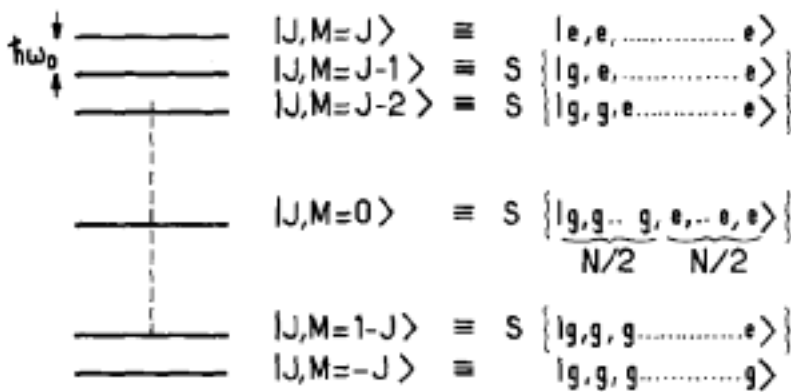 ħω₀
|J,M=J⟩ ≡ |e,e,............e⟩
|J,M=J-1⟩ ≡ S {|g,e,............e⟩}
|J,M=J-2⟩ ≡ S {|g,g,e............e⟩}
|J,M=0⟩ ≡ S {|g,g.. g, e,.. e,e⟩}
N/2 N/2
|J,M=1-J⟩ ≡ S {|g,g,g............e⟩}
|J,M=-J⟩ ≡ |g,g,g............g⟩